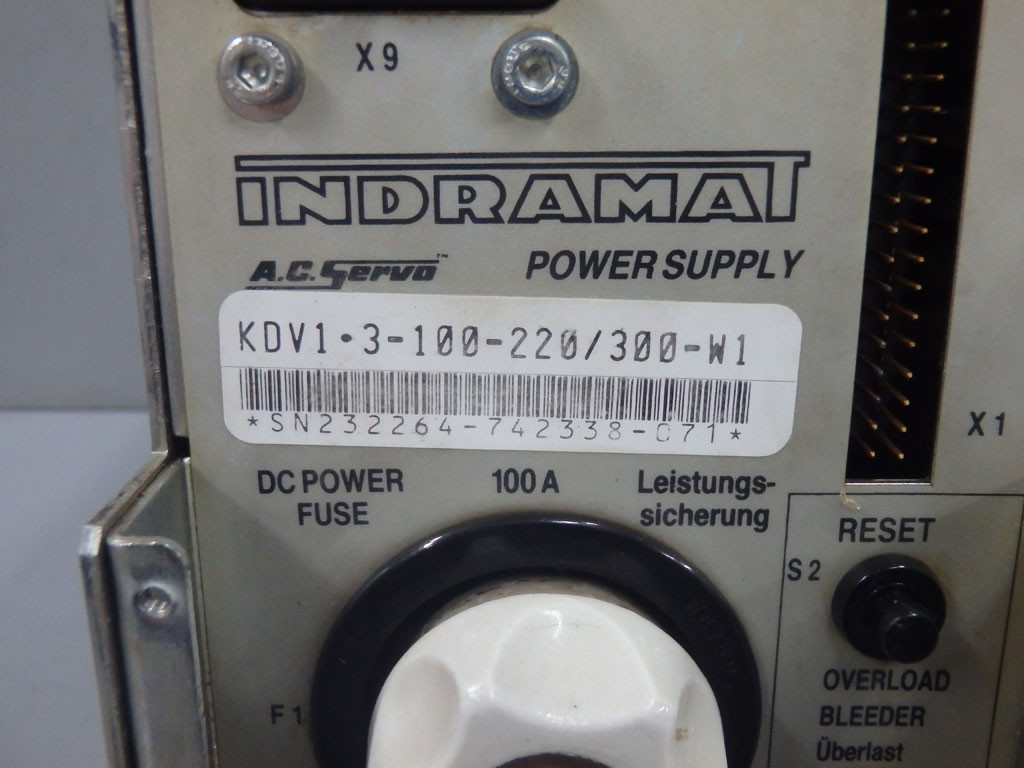 X9
INDRAMAT
A.C. Servo™
POWER SUPPLY
KDV1•3-100-220/300-W1
*SN232264-742338-071*
X1
DC POWER FUSE
100 A
Leistungs-
sicherung
RESET
S2
F1
OVERLOAD
BLEEDER
Überlast